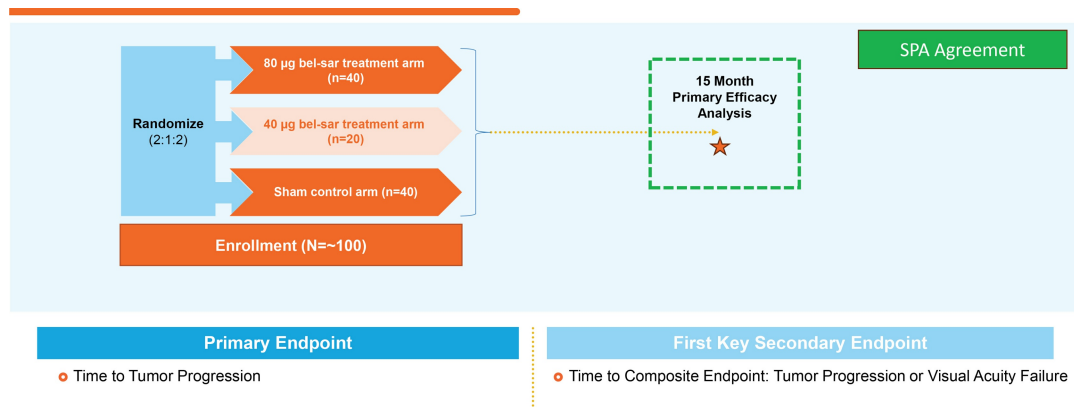 SPA Agreement
80 µg bel-sar treatment arm
(n=40)
15 Month
Primary Efficacy
Analysis
Randomize
(2:1:2)
40 µg bel-sar treatment arm
(n=20)
Sham control arm (n=40)
Enrollment (N=~100)
Primary Endpoint
Time to Tumor Progression
First Key Secondary Endpoint
Time to Composite Endpoint: Tumor Progression or Visual Acuity Failure